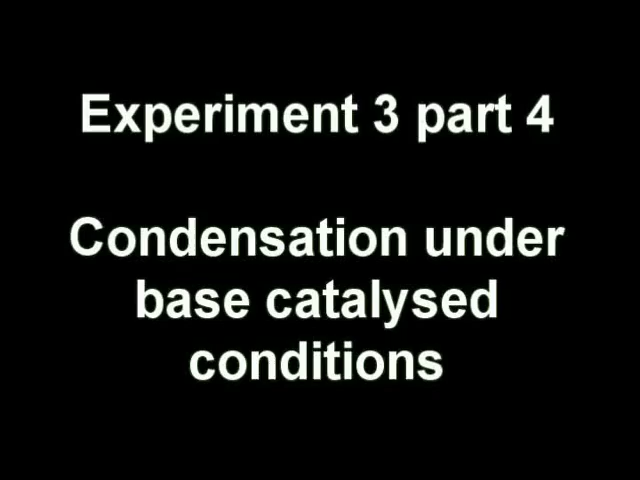 Experiment 3 part 4
Condensation under
base catalysed
conditions